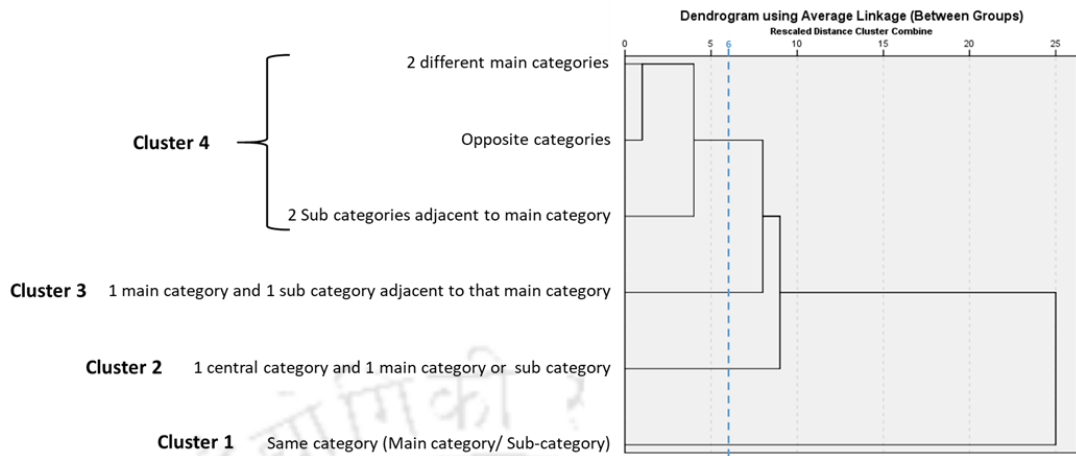 Dendrogram using Average Linkage (Between Groups)
Rescaled Distance Cluster Combine
0 5 6 10 15 20 25
2 different main categories
Cluster 4
Opposite categories
2 Sub categories adjacent to main category
Cluster 3 1 main category and 1 sub category adjacent to that main category
Cluster 2 1 central category and 1 main category or sub category
Cluster 1 Same category (Main category/ Sub-category)